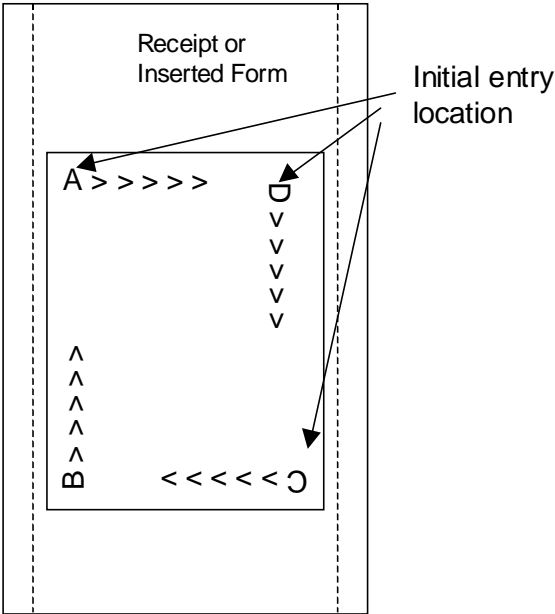 Receipt or
Inserted Form
Initial entry
location
A > > > > >
D > > > > >
B > > > > >
C > > > > >